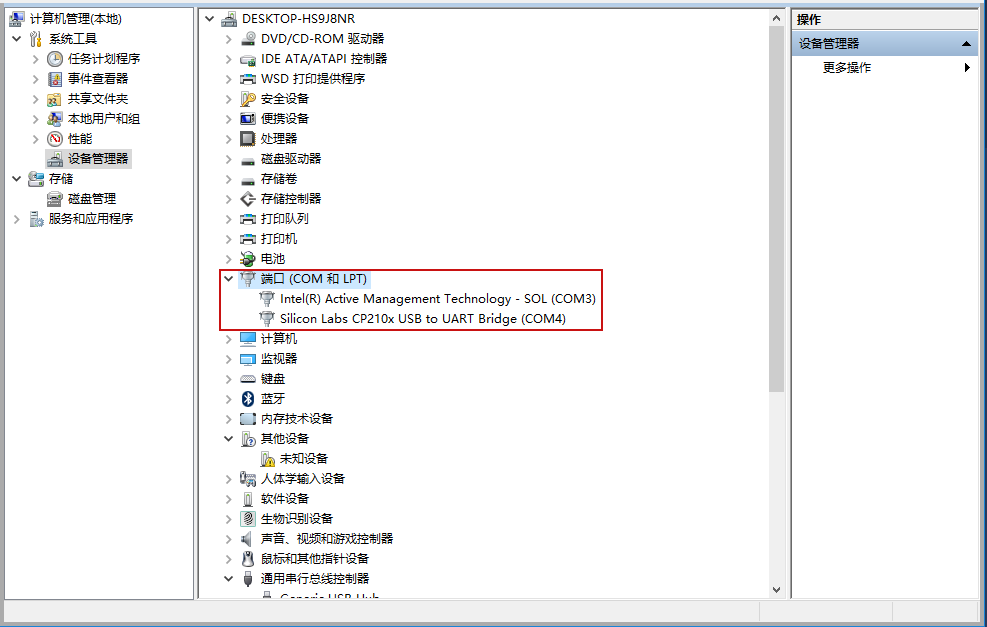 计算机管理(本地)
系统工具
任务计划程序
事件查看器
共享文件夹
本地用户和组
性能
设备管理器
存储
磁盘管理
服务和应用程序
DESKTOP-HS9J8NR
DVD/CD-ROM 驱动器
IDE ATA/ATAPI 控制器
WSD 打印提供程序
安全设备
便携设备
处理器
磁盘驱动器
存储卷
存储控制器
打印队列
打印机
电池
端口 (COM 和 LPT)
Intel(R) Active Management Technology - SOL (COM3)
Silicon Labs CP210x USB to UART Bridge (COM4)
计算机
监视器
键盘
蓝牙
内存技术设备
其他设备
未知设备
人体学输入设备
软件设备
生物识别设备
声音、视频和游戏控制器
鼠标和其他指针设备
通用串行总线控制器
Generic USB Hub
操作
设备管理器
更多操作